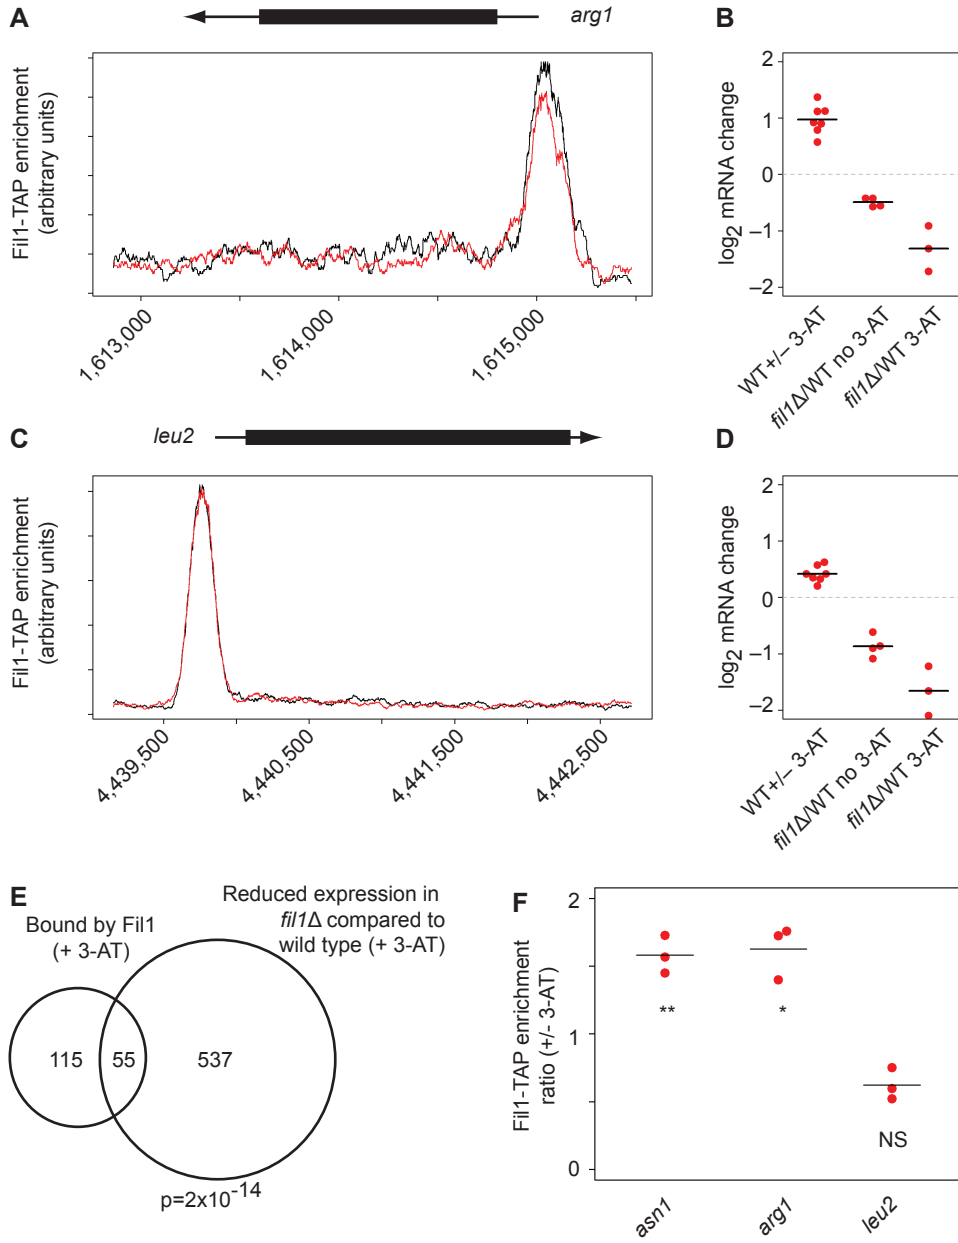 A
arg1
Fil1-TAP enrichment
(arbitrary units)
1,613,000
1,614,000
1,615,000
B
log2 mRNA change
2
1
0
–1
–2
WT+/– 3-AT
fil1Δ/WT no 3-AT
fil1Δ/WT 3-AT
C
leu2
Fil1-TAP enrichment
(arbitrary units)
4,439,500
4,440,500
4,441,500
4,442,500
D
log2 mRNA change
2
1
0
–1
–2
WT+/– 3-AT
fil1Δ/WT no 3-AT
fil1Δ/WT 3-AT
E
Bound by Fil1
(+ 3-AT)
Reduced expression in
fil1Δ compared to
wild type (+ 3-AT)
115
55
537
p=2x10-14
F
Fil1-TAP enrichment
ratio (+/- 3-AT)
2
1
0
**
*
NS
asn1
arg1
leu2